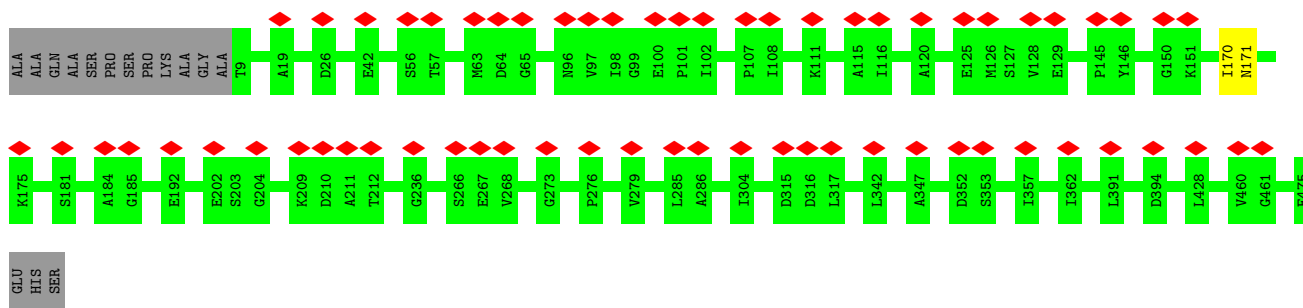 ALA ALA GLN ALA SER PRO SER PRO LYS ALA GLY ALA T9 A19 D26 E42 S56 T57 M63 D64 G65 N96 V97 I98 G99 E100 P101 I102 P107 I108 K111 A115 I116 A120 E125 M126 S127 V128 E129 P145 Y146 G150 K151 I170 N171
K175 S181 A184 G185 E192 E202 S203 G204 K209 D210 A211 T212 G236 S266 E267 V268 G273 P276 V279 L285 A286 I304 D315 D316 L317 L342 A347 D352 S353 I357 I362 L391 D394 L428 V460 G461
GLU HIS SER